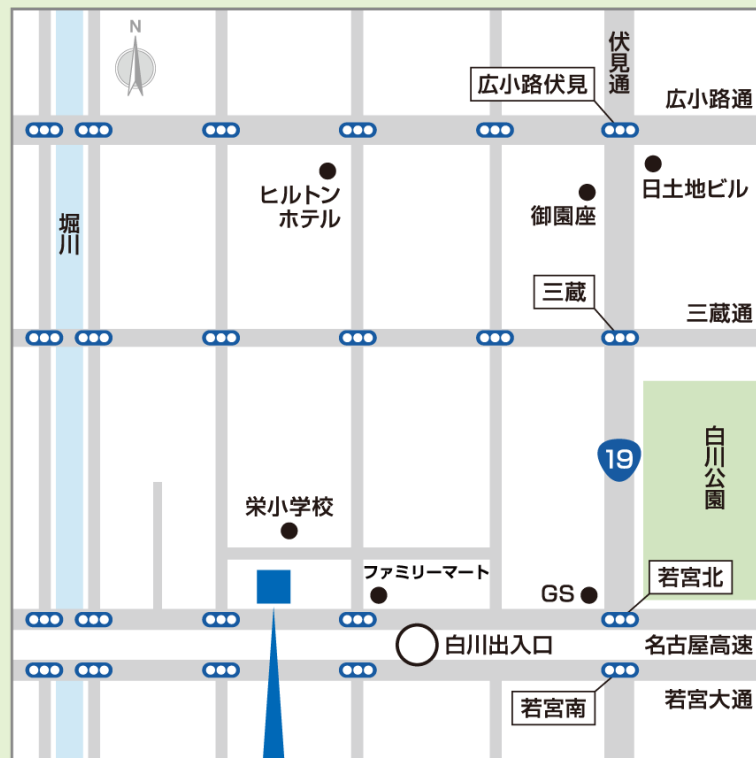 N
伏見通
広小路伏見
広小路通
ヒルトン
ホテル
御園座
日土地ビル
堀川
三蔵
三蔵通
19
白川公園
栄小学校
ファミリーマート
GS
若宮北
白川出入口
名古屋高速
若宮南
若宮大通